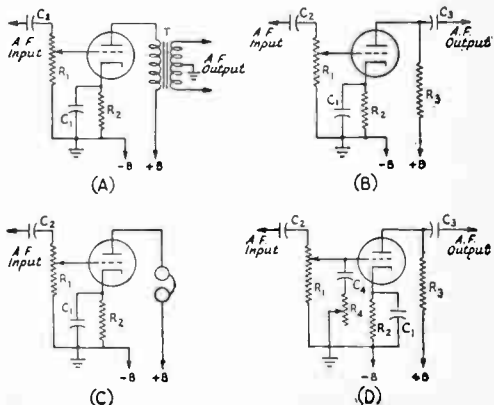 C2
A.F.
Input
R1
C1
R2
T
A.F.
Output
-B
+B
(A)
C2
A.F.
Input
R1
C1
R2
C3
A.F.
Output
R3
-B
+B
(B)
C2
A.F.
Input
R1
C1
R2
-B
+B
(C)
C2
A.F.
Input
R1
C4
R4
R2
C1
C3
A.F.
Output
R3
-B
+B
(D)